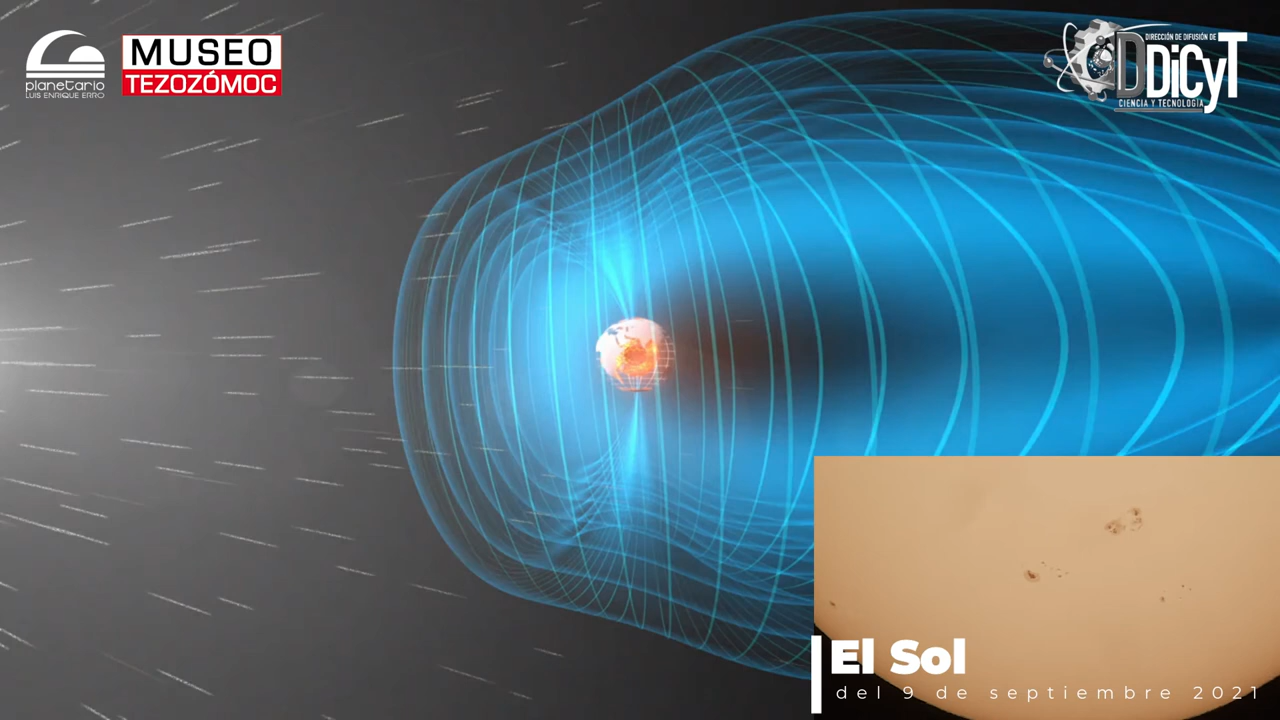 planetario
LUIS ENRIQUE ERRO
MUSEO
TEZOZÓMOC
DIRECCIÓN DE DIFUSIÓN DE
DDiCyT
CIENCIA Y TECNOLOGÍA
El Sol
del 9 de septiembre 2021